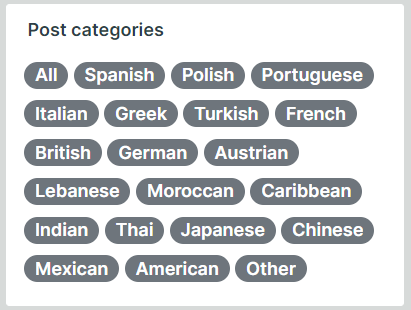 Post categories
All Spanish Polish Portuguese
Italian Greek Turkish French
British German Austrian
Lebanese Moroccan Caribbean
Indian Thai Japanese Chinese
Mexican American Other